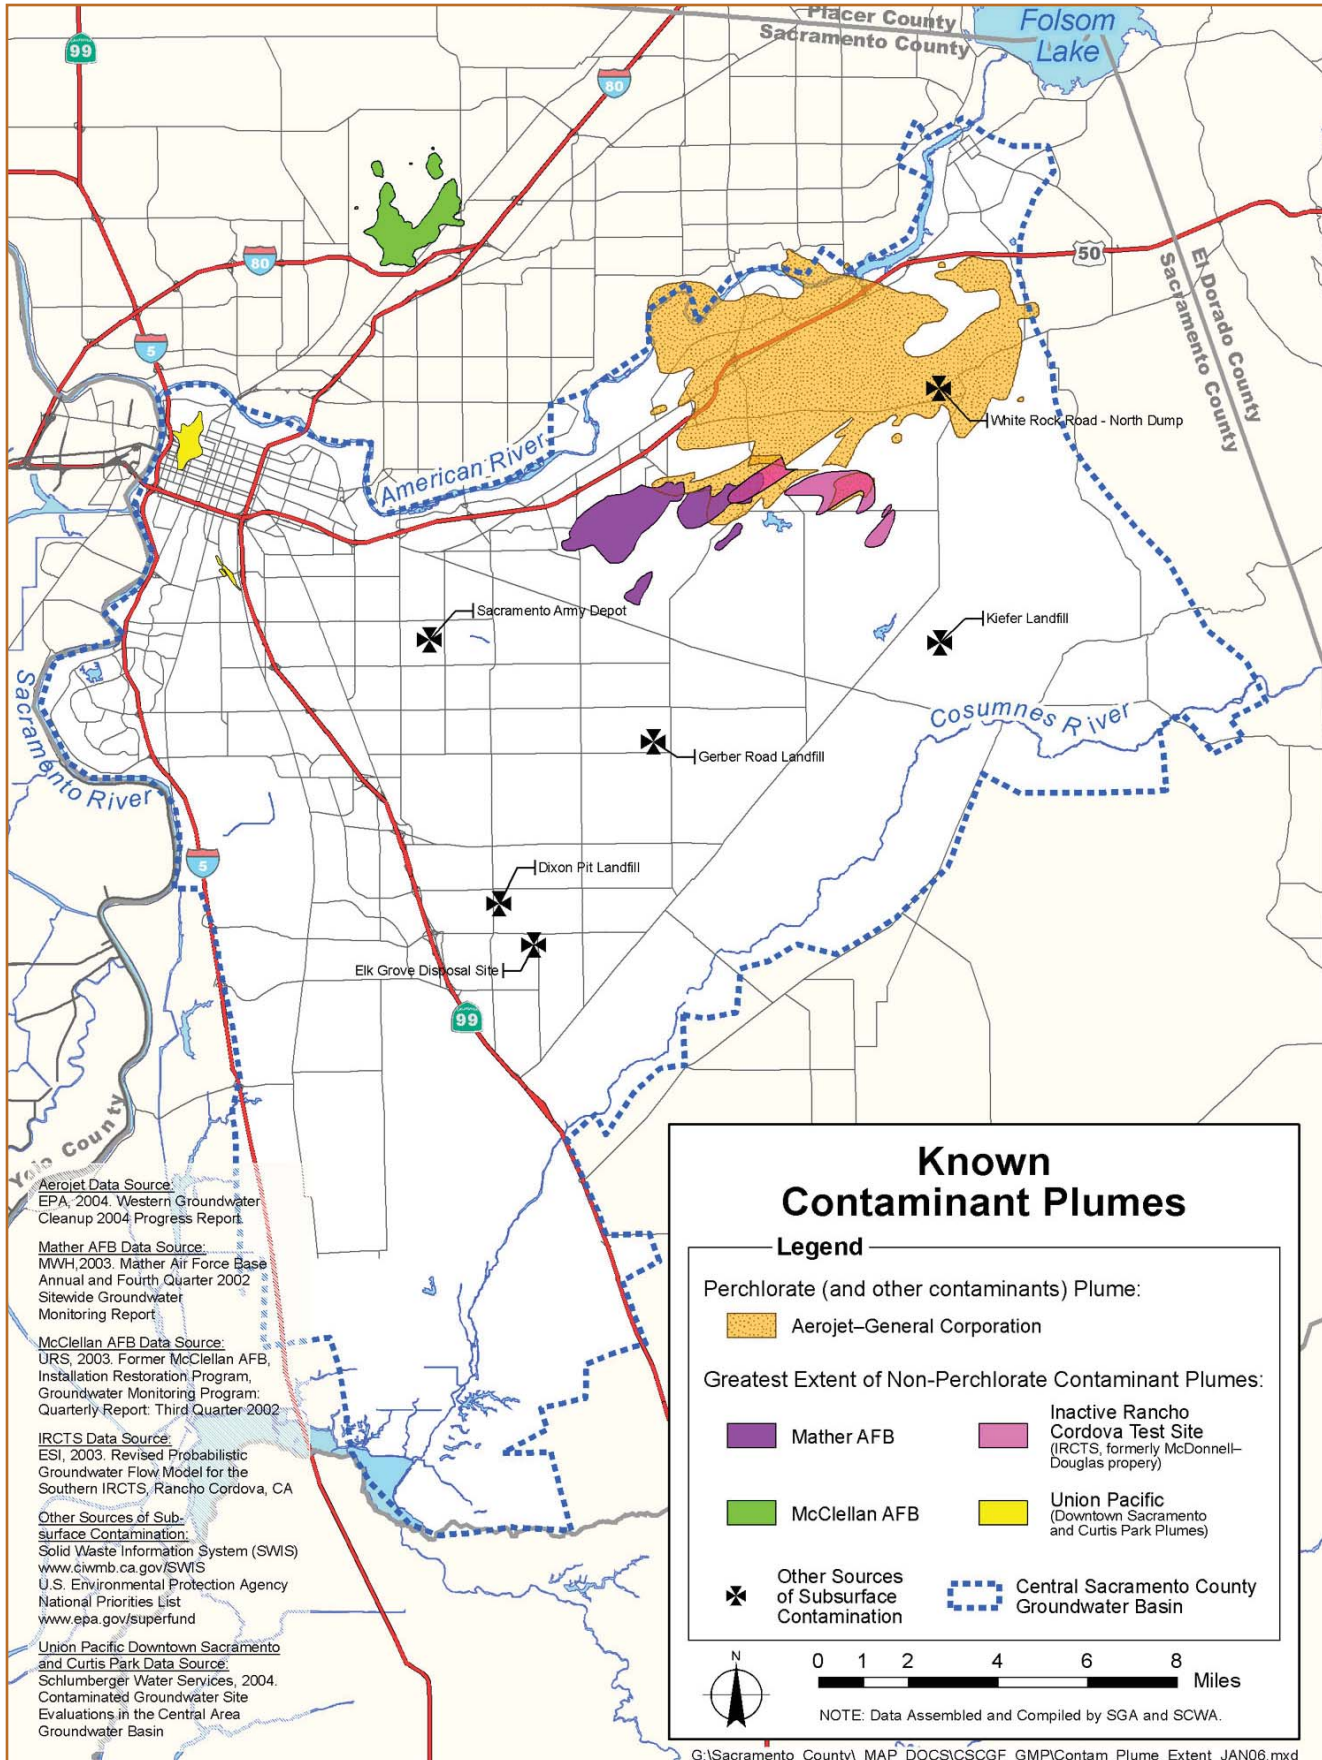 Placer County
Sacramento County
Folsom
Lake
99
80
80
50
El Dorado County
Sacramento County
5
White Rock Road - North Dump
American River
Sacramento Army Depot
Kiefer Landfill
Sacramento River
Cosumnes River
Gerber Road Landfill
5
Dixon Pit Landfill
Elk Grove Disposal Site
99
Yolo County
Aerojet Data Source:
EPA, 2004. Western Groundwater
Cleanup 2004 Progress Report
Mather AFB Data Source:
MWH,2003. Mather Air Force Base
Annual and Fourth Quarter 2002
Sitewide Groundwater
Monitoring Report
McClellan AFB Data Source:
URS, 2003. Former McClellan AFB,
Installation Restoration Program,
Groundwater Monitoring Program:
Quarterly Report: Third Quarter 2002
IRCTS Data Source:
ESI, 2003. Revised Probabilistic
Groundwater Flow Model for the
Southern IRCTS, Rancho Cordova, CA
Other Sources of Sub-
surface Contamination:
Solid Waste Information System (SWIS)
www.ciwmb.ca.gov/SWIS
U.S. Environmental Protection Agency
National Priorities List
www.epa.gov/superfund
Union Pacific Downtown Sacramento
and Curtis Park Data Source:
Schlumberger Water Services, 2004.
Contaminated Groundwater Site
Evaluations in the Central Area
Groundwater Basin
Known
Contaminant Plumes
Legend
Perchlorate (and other contaminants) Plume:
Aerojet–General Corporation
Greatest Extent of Non-Perchlorate Contaminant Plumes:
Mather AFB
Inactive Rancho
Cordova Test Site
(IRCTS, formerly McDonnell–
Douglas propery)
McClellan AFB
Union Pacific
(Downtown Sacramento
and Curtis Park Plumes)
Other Sources
of Subsurface
Contamination
Central Sacramento County
Groundwater Basin
N
0 1 2 4 6 8
Miles
NOTE: Data Assembled and Compiled by SGA and SCWA.
G:\Sacramento_County\_MAP_DOCS\CSCGF_GMP\Contam_Plume_Extent_JAN06.mxd